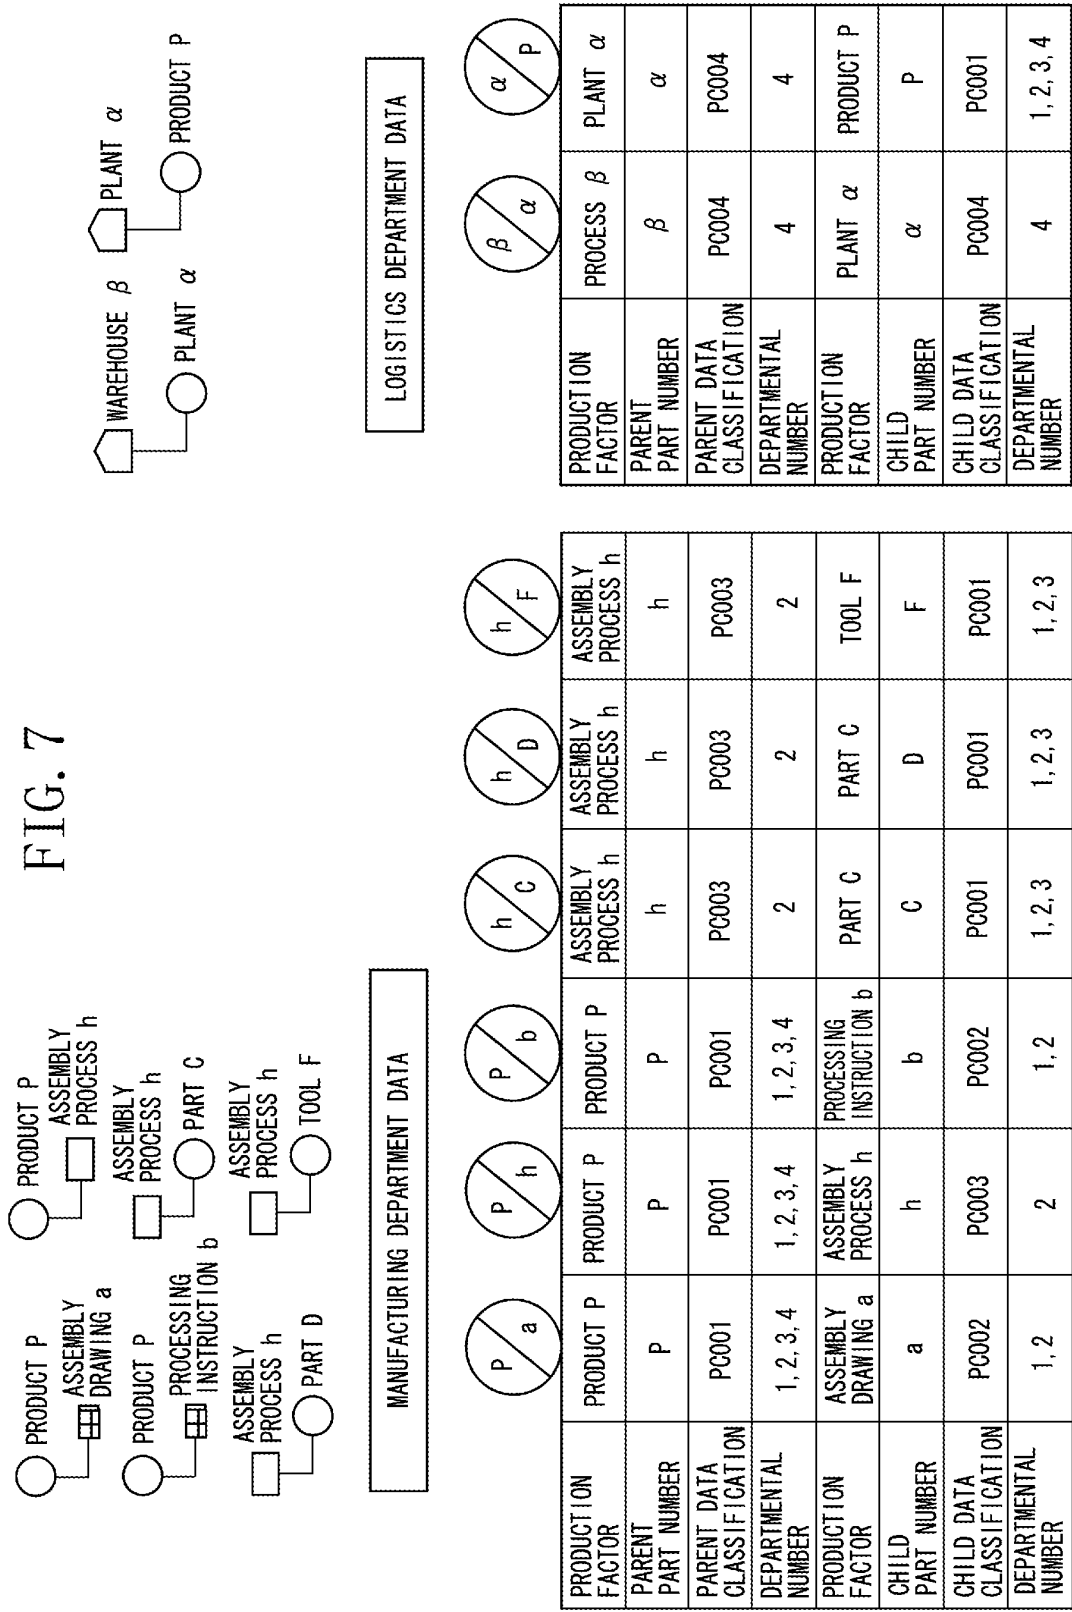 FIG. 7
PRODUCT P
ASSEMBLY
DRAWING a
PRODUCT P
ASSEMBLY
PROCESS h
PRODUCT P
PROCESSING
INSTRUCTION b
ASSEMBLY
PROCESS h
PART C
ASSEMBLY
PROCESS h
PART D
ASSEMBLY
PROCESS h
TOOL F
MANUFACTURING DEPARTMENT DATA
P a P h P b h C h D h F
PRODUCTION
FACTOR
PRODUCT P
PRODUCT P
PRODUCT P
ASSEMBLY
PROCESS h
ASSEMBLY
PROCESS h
ASSEMBLY
PROCESS h
PARENT
PART NUMBER
P P P h h h
PARENT DATA
CLASSIFICATION
PC001 PC001 PC001 PC003 PC003 PC003
DEPARTMENTAL
NUMBER
1, 2, 3, 4 1, 2, 3, 4 1, 2, 3, 4 2 2 2
PRODUCTION
FACTOR
ASSEMBLY
DRAWING a
ASSEMBLY
PROCESS h
PROCESSING
INSTRUCTION b
PART C
PART C
TOOL F
CHILD
PART NUMBER
a h b C D F
CHILD DATA
CLASSIFICATION
PC002 PC003 PC002 PC001 PC001 PC001
DEPARTMENTAL
NUMBER
1, 2 2 1, 2 1, 2, 3 1, 2, 3 1, 2, 3
WAREHOUSE β
PLANT α
PLANT α
PRODUCT P
LOGISTICS DEPARTMENT DATA
β α α P
PRODUCTION
FACTOR
PROCESS β PLANT α
PARENT
PART NUMBER
β α
PARENT DATA
CLASSIFICATION
PC004 PC004
DEPARTMENTAL
NUMBER
4 4
PRODUCTION
FACTOR
PLANT α PRODUCT P
CHILD
PART NUMBER
α P
CHILD DATA
CLASSIFICATION
PC004 PC001
DEPARTMENTAL
NUMBER
4 1, 2, 3, 4